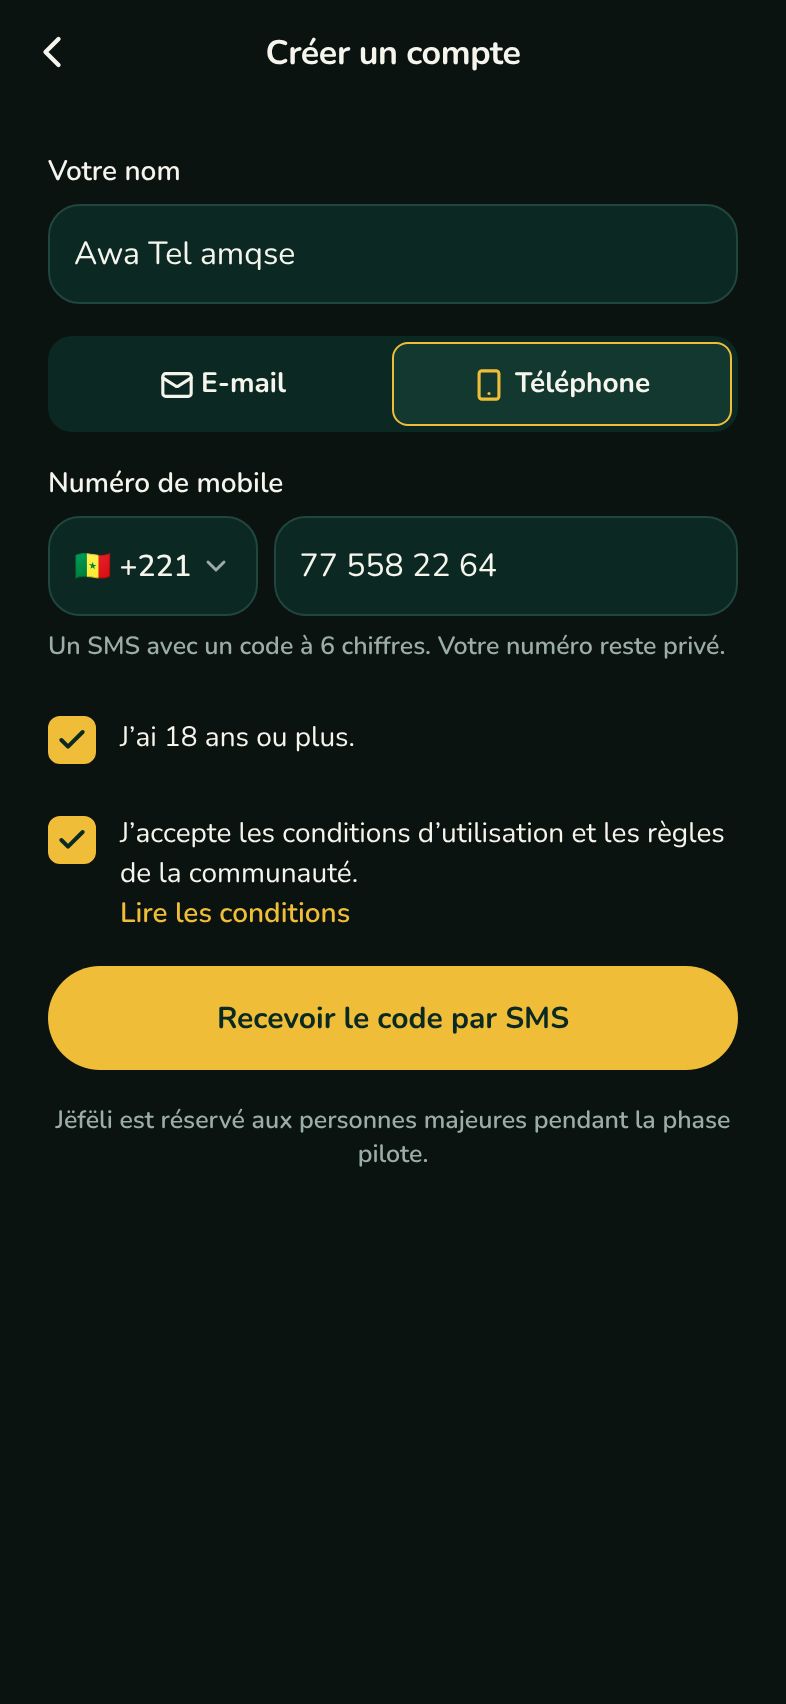 Créer un compte
Votre nom
Awa Tel amqse
E-mail
Téléphone
Numéro de mobile
+221
77 558 22 64
Un SMS avec un code à 6 chiffres. Votre numéro reste privé.
J’ai 18 ans ou plus.
J’accepte les conditions d’utilisation et les règles
de la communauté.
Lire les conditions
Recevoir le code par SMS
Jëfëli est réservé aux personnes majeures pendant la phase
pilote.